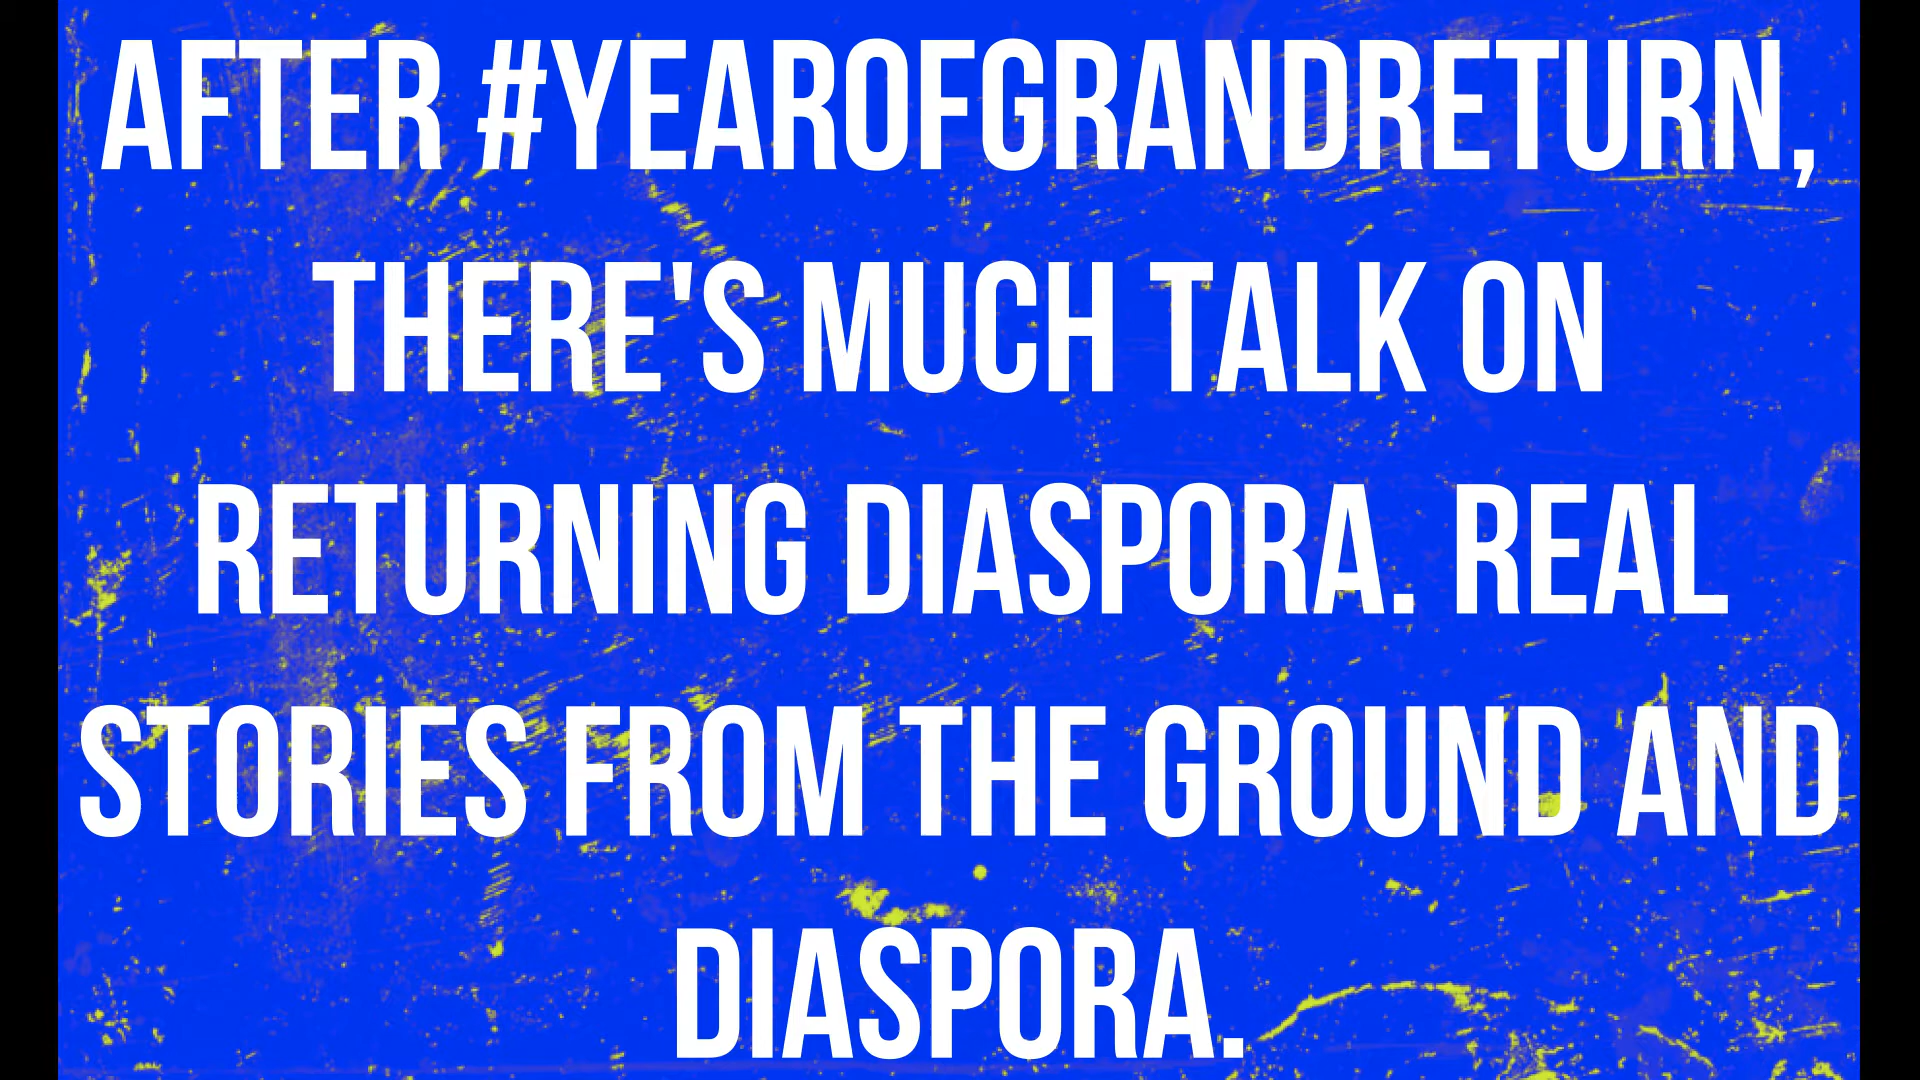 AFTER #YEAROFGRANDRETURN,
THERE'S MUCH TALK ON
RETURNING DIASPORA. REAL
STORIES FROM THE GROUND AND
DIASPORA.